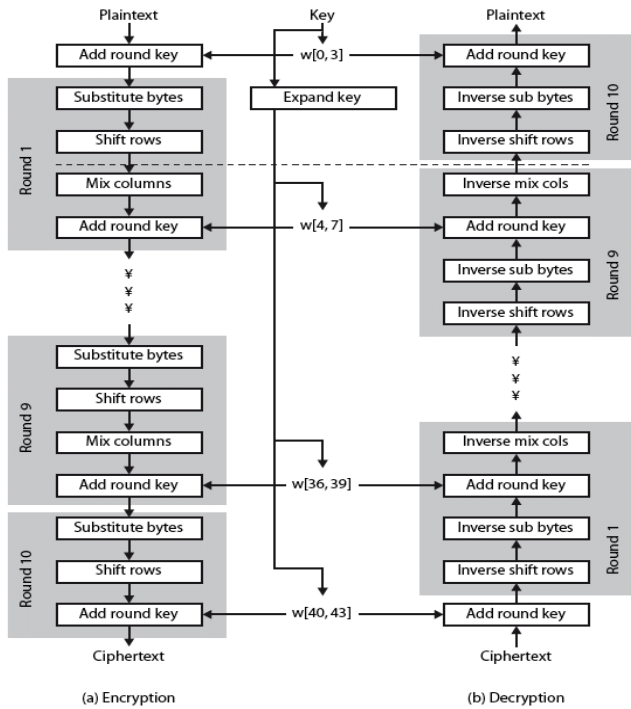 Plaintext
Key
Plaintext
Add round key
w[0, 3]
Add round key
Substitute bytes
Expand key
Inverse sub bytes
Shift rows
Inverse shift rows
Round 1
Round 10
Mix columns
Inverse mix cols
Add round key
w[4, 7]
Add round key
Inverse sub bytes
Inverse shift rows
Round 9
¥
¥
¥
Substitute bytes
Shift rows
Mix columns
Add round key
Round 9
¥
¥
¥
Inverse mix cols
w[36, 39]
Add round key
Substitute bytes
Inverse sub bytes
Shift rows
Inverse shift rows
Round 10
Round 1
Add round key
w[40, 43]
Add round key
Ciphertext
Ciphertext
(a) Encryption
(b) Decryption